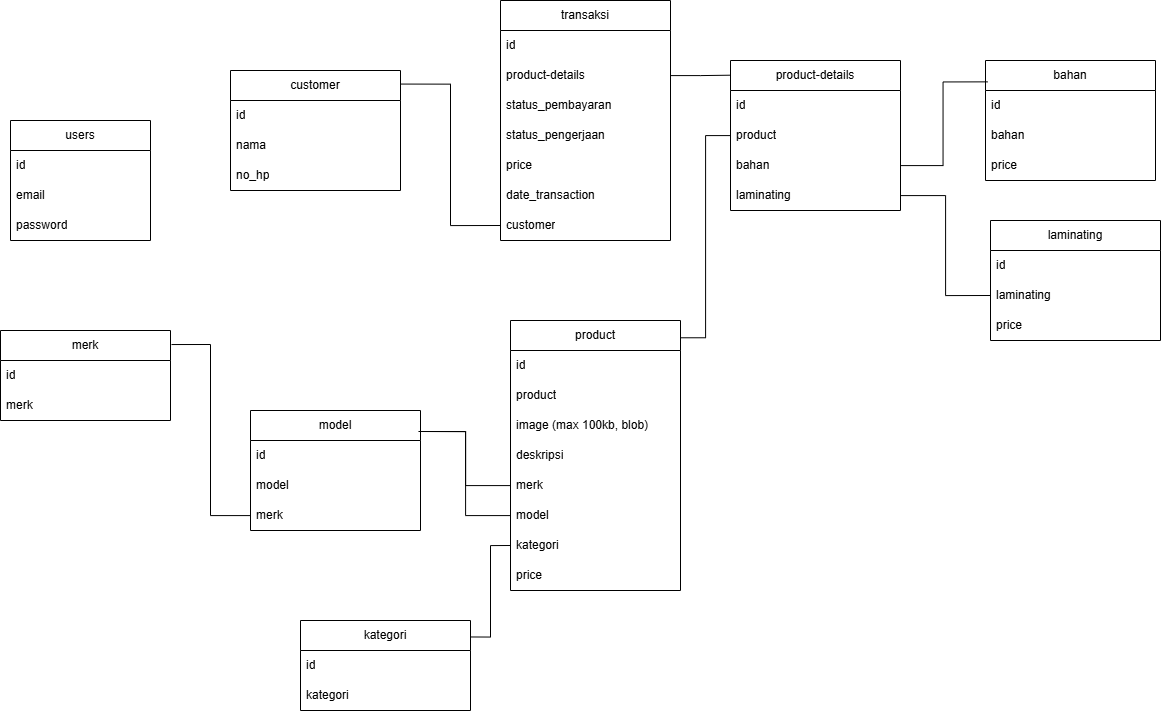 transaksi
id
product-details
status_pembayaran
status_pengerjaan
price
date_transaction
customer
customer
id
nama
no_hp
users
id
email
password
product-details
id
product
bahan
laminating
bahan
id
bahan
price
laminating
id
laminating
price
merk
id
merk
model
id
model
merk
product
id
product
image (max 100kb, blob)
deskripsi
merk
model
kategori
price
kategori
id
kategori